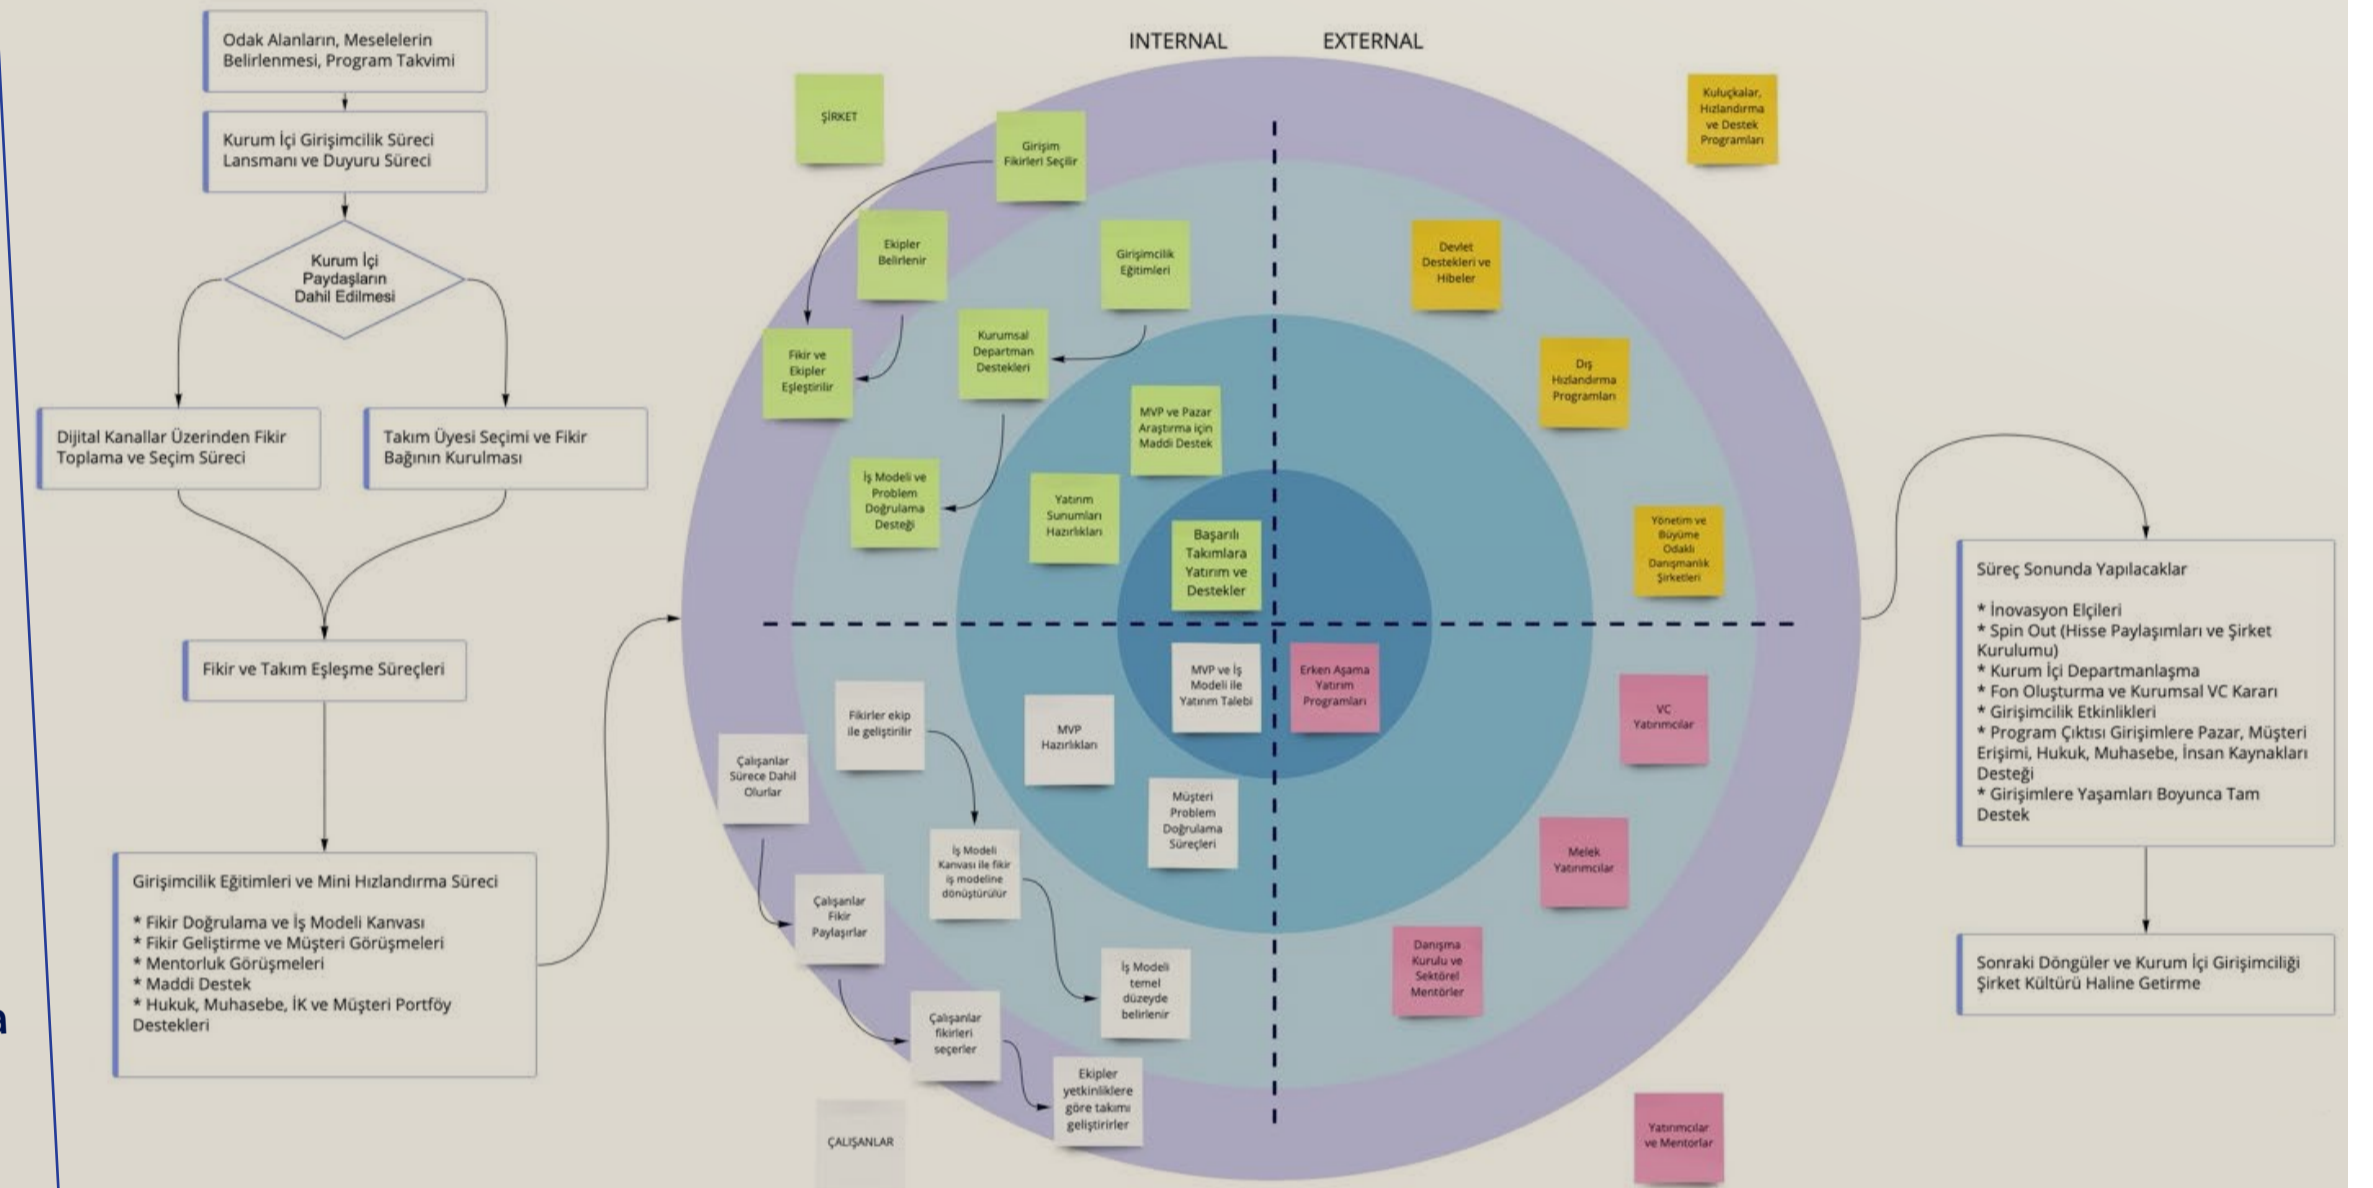 Odak Alanların, Meselelerin
Belirlenmesi, Program Takvimi
Kurum İçi Girişimcilik Süreci
Lansmanı ve Duyuru Süreci
Kurum İçi
Paydaşların
Dahil Edilmesi
Dijital Kanallar Üzerinden Fikir
Toplama ve Seçim Süreci
Takım Üyesi Seçimi ve Fikir
Bağının Kurulması
Fikir ve Takım Eşleşme Süreçleri
Girişimcilik Eğitimleri ve Mini Hızlandırma Süreci
* Fikir Doğrulama ve İş Modeli Kanvası
* Fikir Geliştirme ve Müşteri Görüşmeleri
* Mentorluk Görüşmeleri
* Maddi Destek
* Hukuk, Muhasebe, İK ve Müşteri Portföy
Destekleri
a
INTERNAL
EXTERNAL
ŞİRKET
Girişim
Fikirleri Seçilir
Ekipler
Belirlenir
Girişimcilik
Eğitimleri
Fikir ve
Ekipler
Eşleştirilir
Kurumsal
Departman
Destekleri
MVP ve Pazar
Araştırma için
Maddi Destek
İş Modeli ve
Problem
Doğrulama
Desteği
Yatırım
Sunumları
Hazırlıkları
Başarılı
Takımlara
Yatırım ve
Destekler
Kuluçkalar,
Hızlandırma
ve Destek
Programları
Devlet
Destekleri ve
Hibeler
Dış
Hızlandırma
Programları
Yönetim ve
Büyüme
Odaklı
Danışmanlık
Şirketleri
MVP ve İş
Modeli ile
Yatırım Talebi
Fikirler ekip
ile geliştirilir
MVP
Hazırlıkları
Çalışanlar
Sürece Dahil
Olurlar
Müşteri
Problem
Doğrulama
Süreçleri
İş Modeli
Kanvası ile fikir
iş modeline
dönüştürülür
Çalışanlar
Fikir
Paylaşırlar
İş Modeli
temel
düzeyde
belirlenir
Çalışanlar
fikirleri
seçerler
Ekipler
yetkinliklere
göre takımı
geliştirirler
ÇALIŞANLAR
Erken Aşama
Yatırım
Programları
VC
Yatırımcılar
Melek
Yatırımcılar
Danışma
Kurulu ve
Sektörel
Mentörler
Yatırımcılar
ve Mentorlar
Süreç Sonunda Yapılacaklar
* İnovasyon Elçileri
* Spin Out (Hisse Paylaşımları ve Şirket
Kurulumu)
* Kurum İçi Departmanlaşma
* Fon Oluşturma ve Kurumsal VC Kararı
* Girişimcilik Etkinlikleri
* Program Çıktısı Girişimlere Pazar, Müşteri
Erişimi, Hukuk, Muhasebe, İnsan Kaynakları
Desteği
* Girişimlere Yaşamları Boyunca Tam
Destek
Sonraki Döngüler ve Kurum İçi Girişimciliği
Şirket Kültürü Haline Getirme